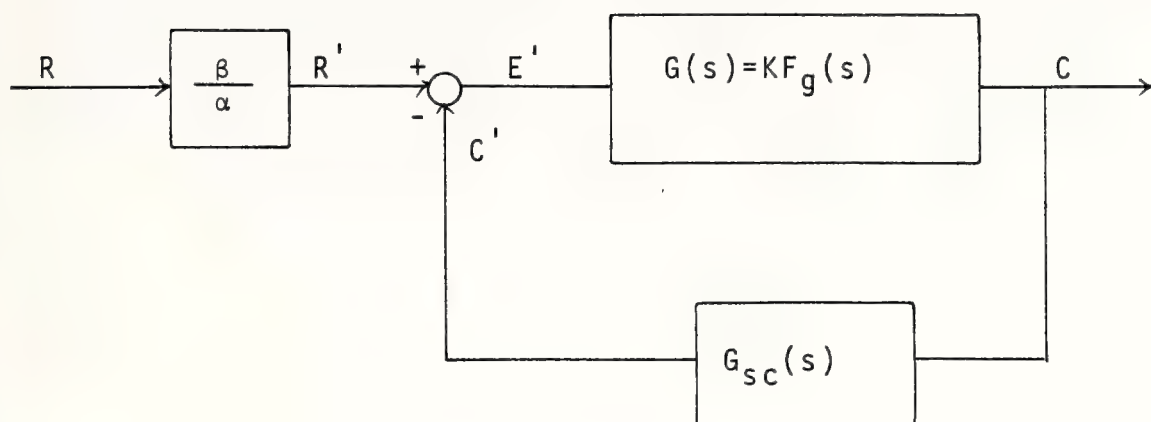 R
β
α
R'
+
-
E'
C'
G(s)=KF_g(s)
C
G_sc(s)